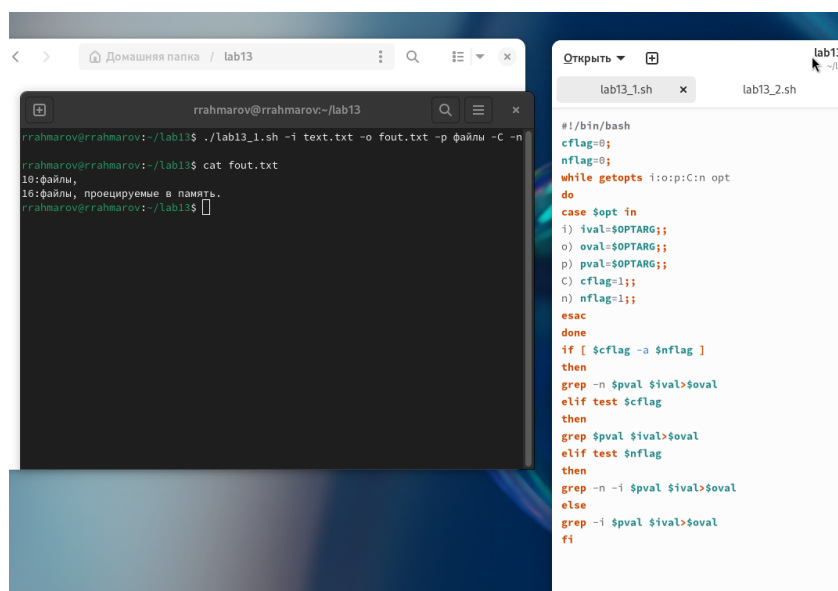 Домашняя папка / lab13
rrahmarov@rrahmarov:~/lab13
rrahmarov@rrahmarov:~/lab13$ ./lab13_1.sh -i text.txt -o fout.txt -p файлы -C -n
rrahmarov@rrahmarov:~/lab13$ cat fout.txt
10:файлы,
16:файлы, проецируемые в память.
rrahmarov@rrahmarov:~/lab13$
Открыть
lab13_1.sh
lab13_2.sh
#!/bin/bash
cflag=0;
nflag=0;
while getopts i:o:p:C:n opt
do
case $opt in
i) ival=$OPTARG;;
o) oval=$OPTARG;;
p) pval=$OPTARG;;
C) cflag=1;;
n) nflag=1;;
esac
done
if [ $cflag -a $nflag ]
then
grep -n $pval $ival>$oval
elif test $cflag
then
grep $pval $ival>$oval
elif test $nflag
then
grep -n -i $pval $ival>$oval
else
grep -i $pval $ival>$oval
fi